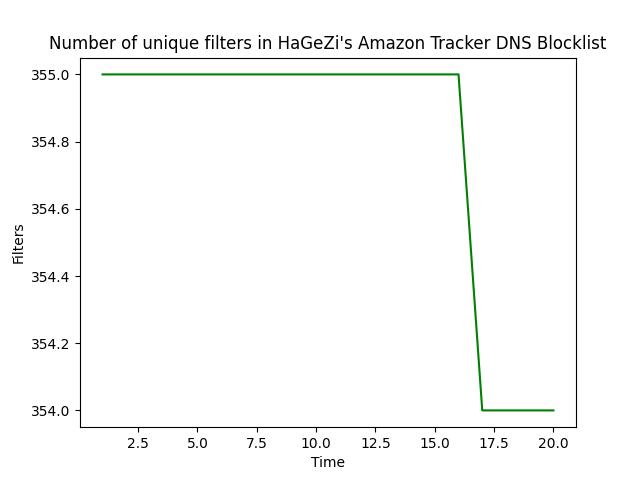 Number of unique filters in HaGeZi's Amazon Tracker DNS Blocklist
355.0
354.8
354.6
354.4
354.2
354.0
Filters
2.5 5.0 7.5 10.0 12.5 15.0 17.5 20.0
Time